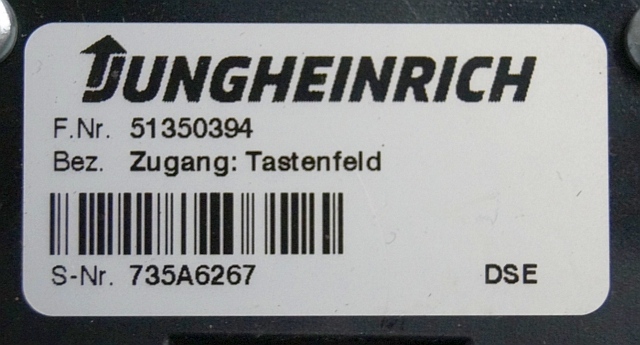 JUNGHEINRICH
F.Nr. 51350394
Bez. Zugang: Tastenfeld
S-Nr. 735A6267 DSE